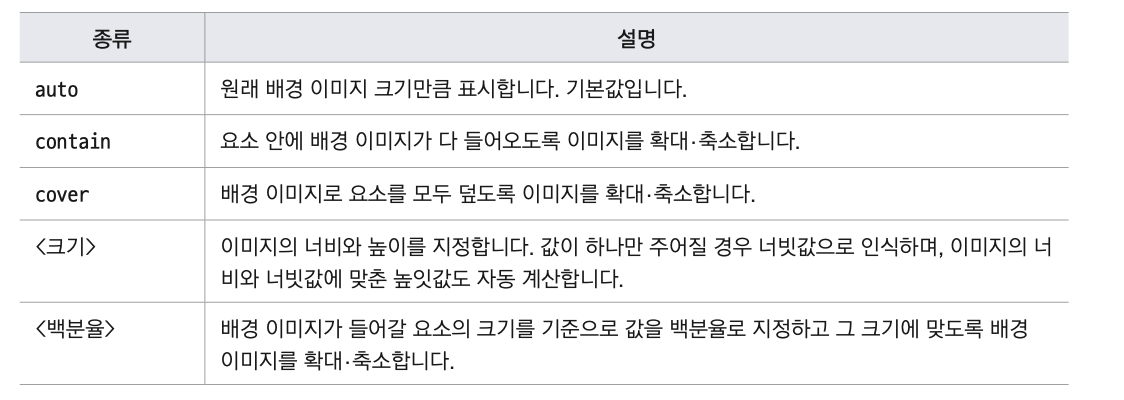 종류 설명
auto 원래 배경 이미지 크기만큼 표시합니다. 기본값입니다.
contain 요소 안에 배경 이미지가 다 들어오도록 이미지를 확대·축소합니다.
cover 배경 이미지로 요소를 모두 덮도록 이미지를 확대·축소합니다.
<크기> 이미지의 너비와 높이를 지정합니다. 값이 하나만 주어질 경우 너빗값으로 인식하며, 이미지의 너
비와 너빗값에 맞춘 높잇값도 자동 계산합니다.
<백분율> 배경 이미지가 들어갈 요소의 크기를 기준으로 값을 백분율로 지정하고 그 크기에 맞도록 배경
이미지를 확대·축소합니다.